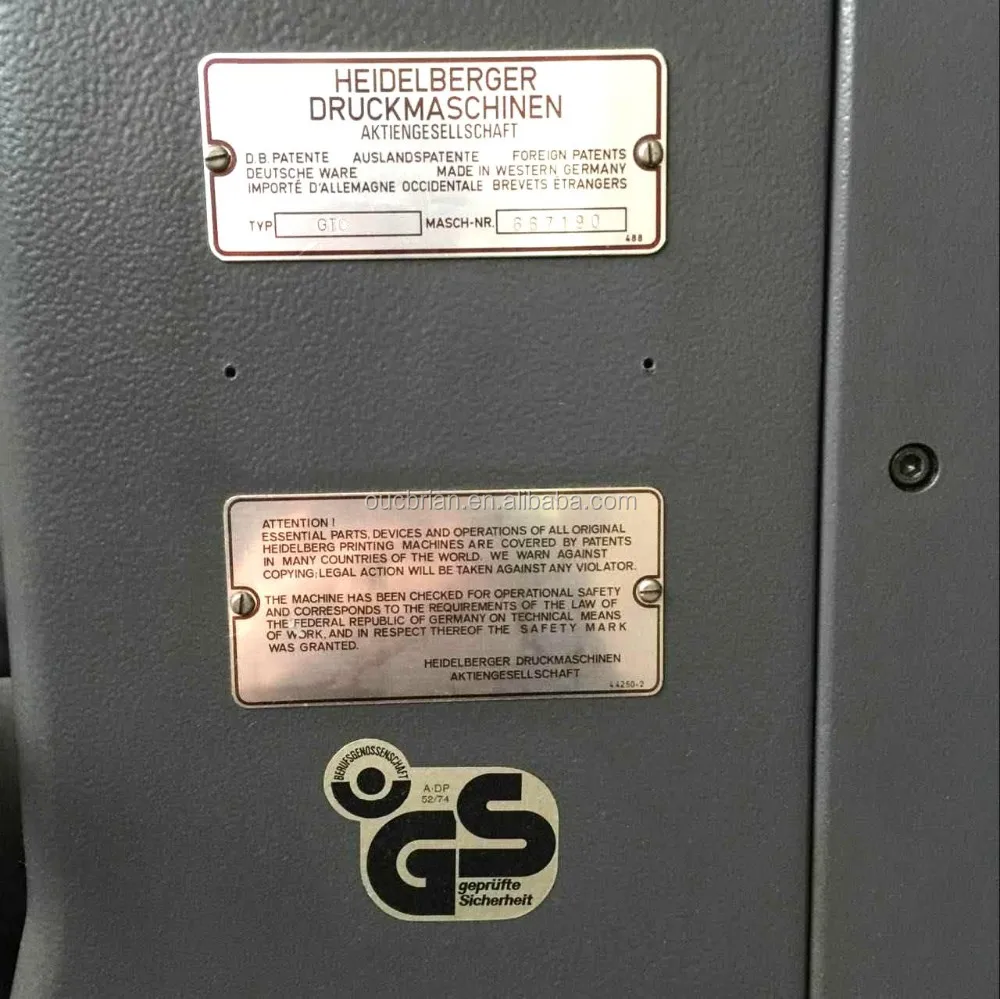 HEIDELBERGER
DRUCKMASCHINEN
AKTIENGESELLSCHAFT
D.B. PATENTE AUSLANDSPATENTE FOREIGN PATENTS
DEUTSCHE WARE MADE IN WESTERN GERMANY
IMPORTÉ D'ALLEMAGNE OCCIDENTALE BREVETS ÉTRANGERS
TYP GTO MASCH-NR. 667190
488
oucbrian.en.alibaba.com
ATTENTION!
ESSENTIAL PARTS, DEVICES AND OPERATIONS OF ALL ORIGINAL
HEIDELBERG PRINTING MACHINES ARE COVERED BY PATENTS
IN MANY COUNTRIES OF THE WORLD. WE WARN AGAINST
COPYING; LEGAL ACTION WILL BE TAKEN AGAINST ANY VIOLATOR.
THE MACHINE HAS BEEN CHECKED FOR OPERATIONAL SAFETY
AND CORRESPONDS TO THE REQUIREMENTS OF THE LAW OF
THE FEDERAL REPUBLIC OF GERMANY ON TECHNICAL MEANS
OF WORK, AND IN RESPECT THEREOF THE SAFETY MARK
WAS GRANTED.
HEIDELBERGER DRUCKMASCHINEN
AKTIENGESELLSCHAFT
44250-2
BERUFSGENOSSENSCHAFT
A·DP
52/74
GS
geprüfte
Sicherheit